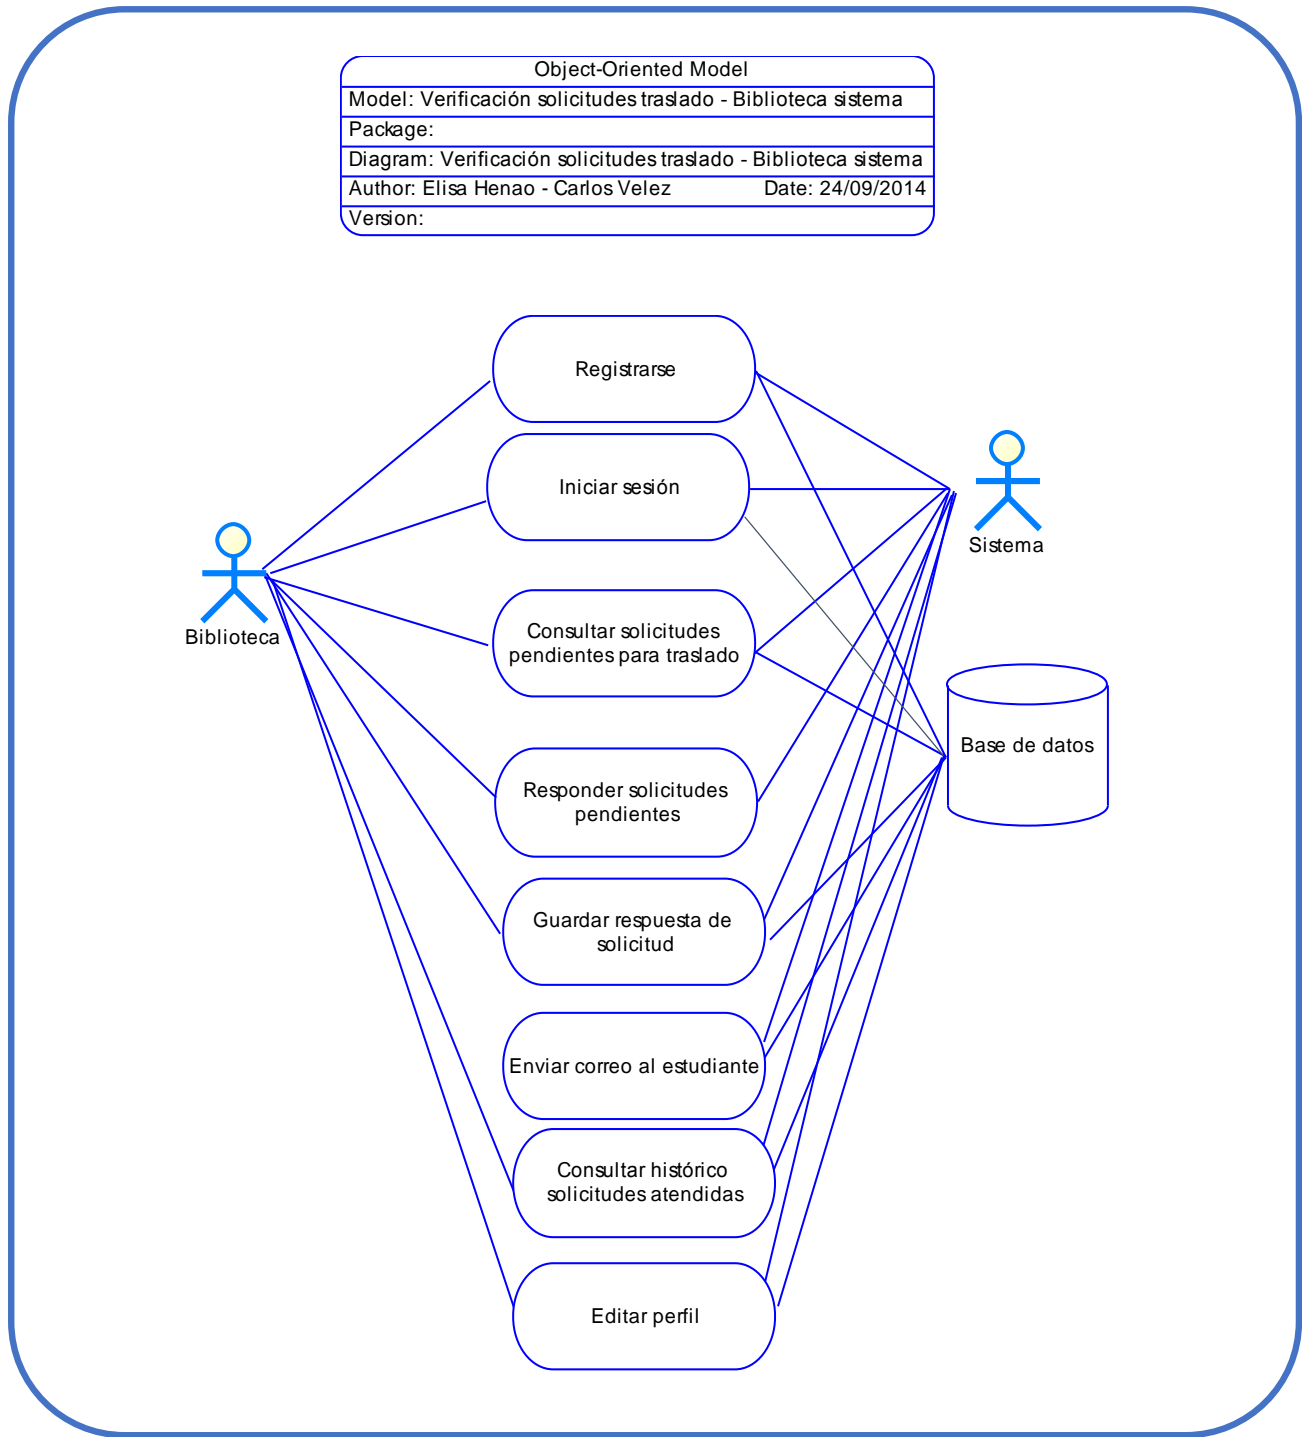 Object-Oriented Model
Model: Verificación solicitudes traslado - Biblioteca sistema
Package:
Diagram: Verificación solicitudes traslado - Biblioteca sistema
Author: Elisa Henao - Carlos Velez Date: 24/09/2014
Version:
Registrarse
Iniciar sesión
Sistema
Biblioteca
Consultar solicitudes
pendientes para traslado
Base de datos
Responder solicitudes
pendientes
Guardar respuesta de
solicitud
Enviar correo al estudiante
Consultar histórico
solicitudes atendidas
Editar perfil